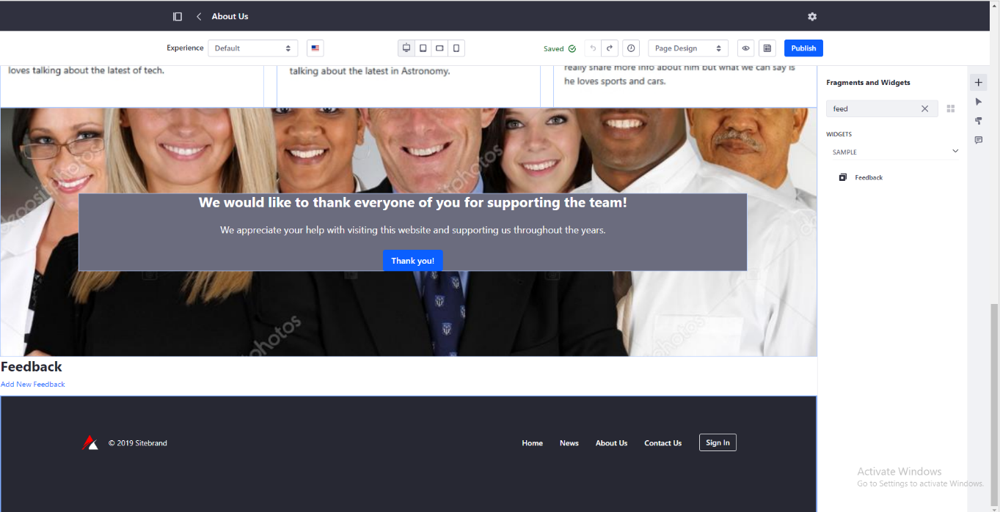 About Us
Experience
Default
Saved
Page Design
Publish
loves talking about the latest of tech.
talking about the latest in Astronomy.
really share more info about him but what we can say is
he loves sports and cars.
Fragments and Widgets
feed
WIDGETS
SAMPLE
Feedback
We would like to thank everyone of you for supporting the team!
We appreciate your help with visiting this website and supporting us throughout the years.
Thank you!
Feedback
Add New Feedback
© 2019 Sitebrand
Home
News
About Us
Contact Us
Sign In
Activate Windows
Go to Settings to activate Windows.